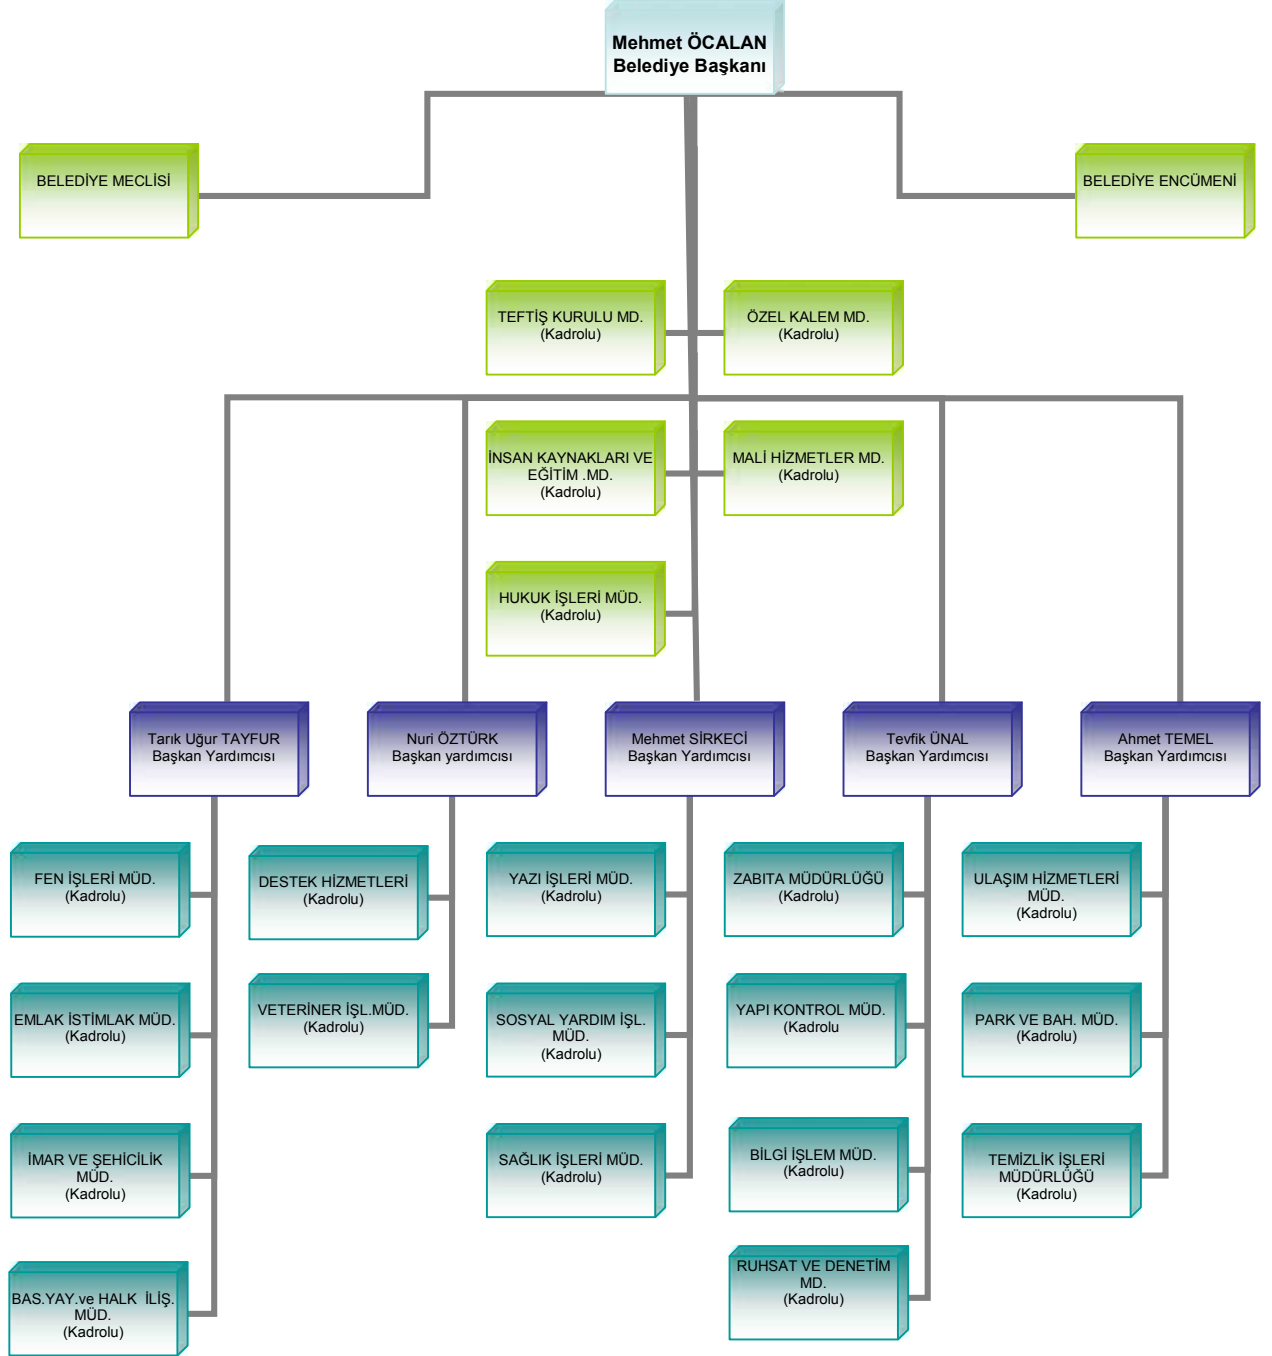 Mehmet ÖCALAN
Belediye Başkanı
BELEDİYE MECLİSİ
BELEDİYE ENCÜMENİ
TEFTİŞ KURULU MD.
(Kadrolu)
ÖZEL KALEM MD.
(Kadrolu)
İNSAN KAYNAKLARI VE
EĞİTİM .MD.
(Kadrolu)
MALİ HİZMETLER MD.
(Kadrolu)
HUKUK İŞLERİ MÜD.
(Kadrolu)
Tarık Uğur TAYFUR
Başkan Yardımcısı
Nuri ÖZTÜRK
Başkan yardımcısı
Mehmet SİRKECİ
Başkan Yardımcısı
Tevfik ÜNAL
Başkan Yardımcısı
Ahmet TEMEL
Başkan Yardımcısı
FEN İŞLERİ MÜD.
(Kadrolu)
DESTEK HİZMETLERİ
(Kadrolu)
YAZI İŞLERİ MÜD.
(Kadrolu)
ZABITA MÜDÜRLÜĞÜ
(Kadrolu)
ULAŞIM HİZMETLERİ
MÜD.
(Kadrolu)
EMLAK İSTİMLAK MÜD.
(Kadrolu)
VETERİNER İŞL.MÜD.
(Kadrolu)
SOSYAL YARDIM İŞL.
MÜD.
(Kadrolu)
YAPI KONTROL MÜD.
(Kadrolu
PARK VE BAH. MÜD.
(Kadrolu)
İMAR VE ŞEHİCİLİK
MÜD.
(Kadrolu)
SAĞLIK İŞLERİ MÜD.
(Kadrolu)
BİLGİ İŞLEM MÜD.
(Kadrolu)
TEMİZLİK İŞLERİ
MÜDÜRLÜĞÜ
(Kadrolu)
BAS.YAY.ve HALK İLİŞ.
MÜD.
(Kadrolu)
RUHSAT VE DENETİM
MD.
(Kadrolu)